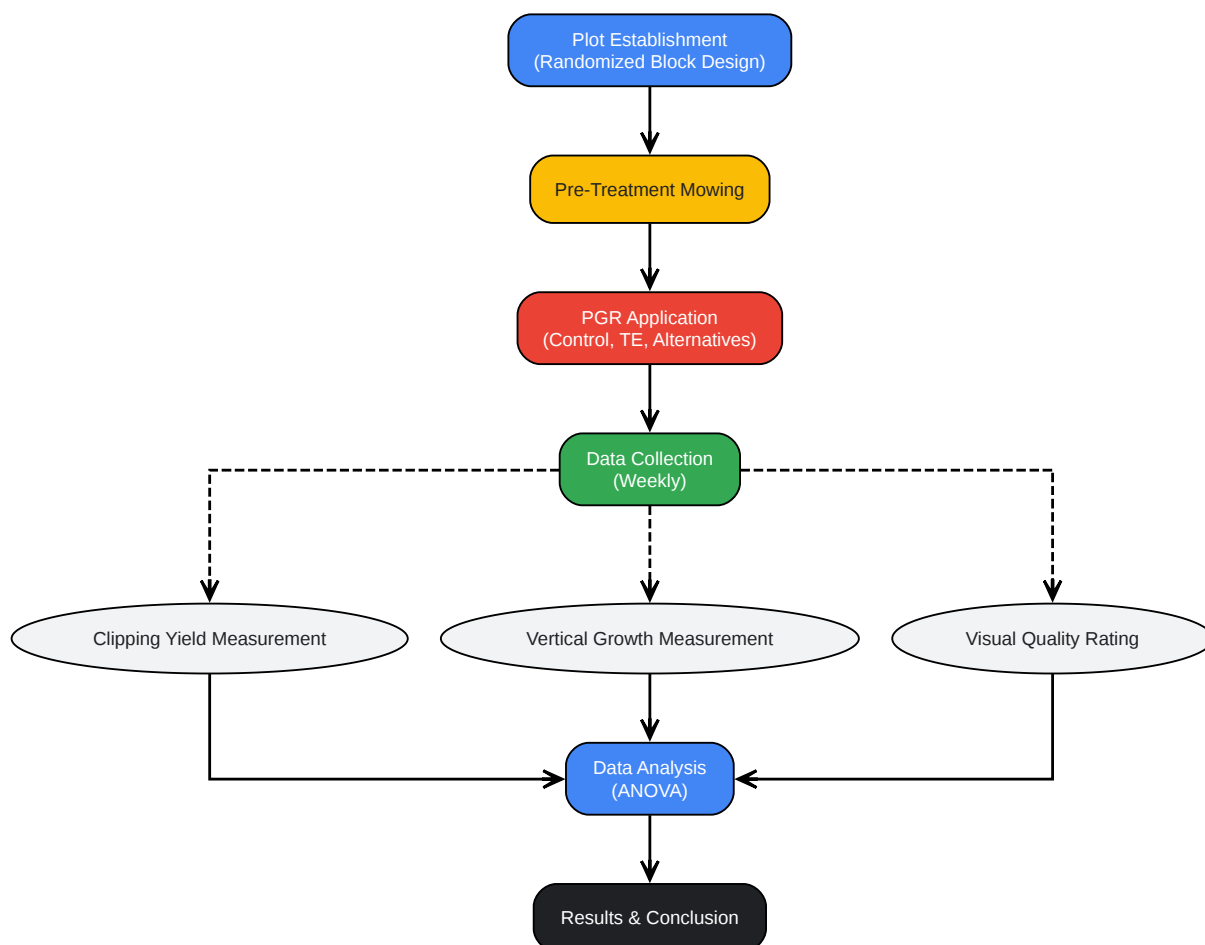 Plot Establishment
(Randomized Block Design)
Pre-Treatment Mowing
PGR Application
(Control, TE, Alternatives)
Data Collection
(Weekly)
Clipping Yield Measurement
Vertical Growth Measurement
Visual Quality Rating
Data Analysis
(ANOVA)
Results & Conclusion